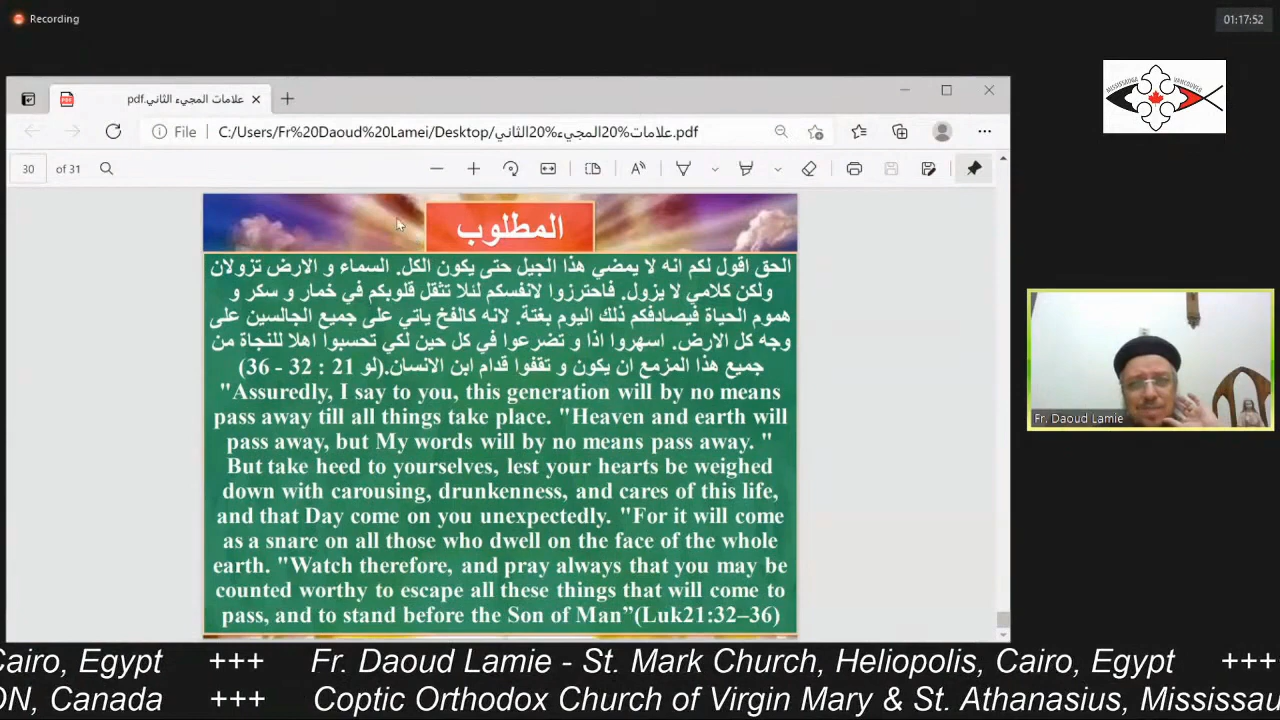 Recording
01:17:52
علامات المجيء الثاني.pdf
File
C:/Users/Fr%20Daoud%20Lamei/Desktop/علامات%20المجيء%20الثاني.pdf
30 of 31
المطلوب
الحق اقول لكم انه لا يمضي هذا الجيل حتى يكون الكل. السماء و الارض تزولان
ولكن كلامي لا يزول. فاحترزوا لانفسكم لئلا تثقل قلوبكم في خمار و سكر و
هموم الحياة فيصادفكم ذلك اليوم بغتة. لانه كالفخ ياتي على جميع الجالسين على
وجه كل الارض. اسهروا اذا و تضرعوا في كل حين لكي تحسبوا اهلا للنجاة من
جميع هذا المزمع ان يكون و تقفوا قدام ابن الانسان.(لو 21 : 32 - 36)
"Assuredly, I say to you, this generation will by no means
pass away till all things take place. "Heaven and earth will
pass away, but My words will by no means pass away. "
But take heed to yourselves, lest your hearts be weighed
down with carousing, drunkenness, and cares of this life,
and that Day come on you unexpectedly. "For it will come
as a snare on all those who dwell on the face of the whole
earth. "Watch therefore, and pray always that you may be
counted worthy to escape all these things that will come to
pass, and to stand before the Son of Man”(Luk21:32–36)
MISSISSAUGA VANCOUVER
Fr. Daoud Lamie
Cairo, Egypt +++ Fr. Daoud Lamie - St. Mark Church, Heliopolis, Cairo, Egypt +++
ON, Canada +++ Coptic Orthodox Church of Virgin Mary & St. Athanasius, Mississau